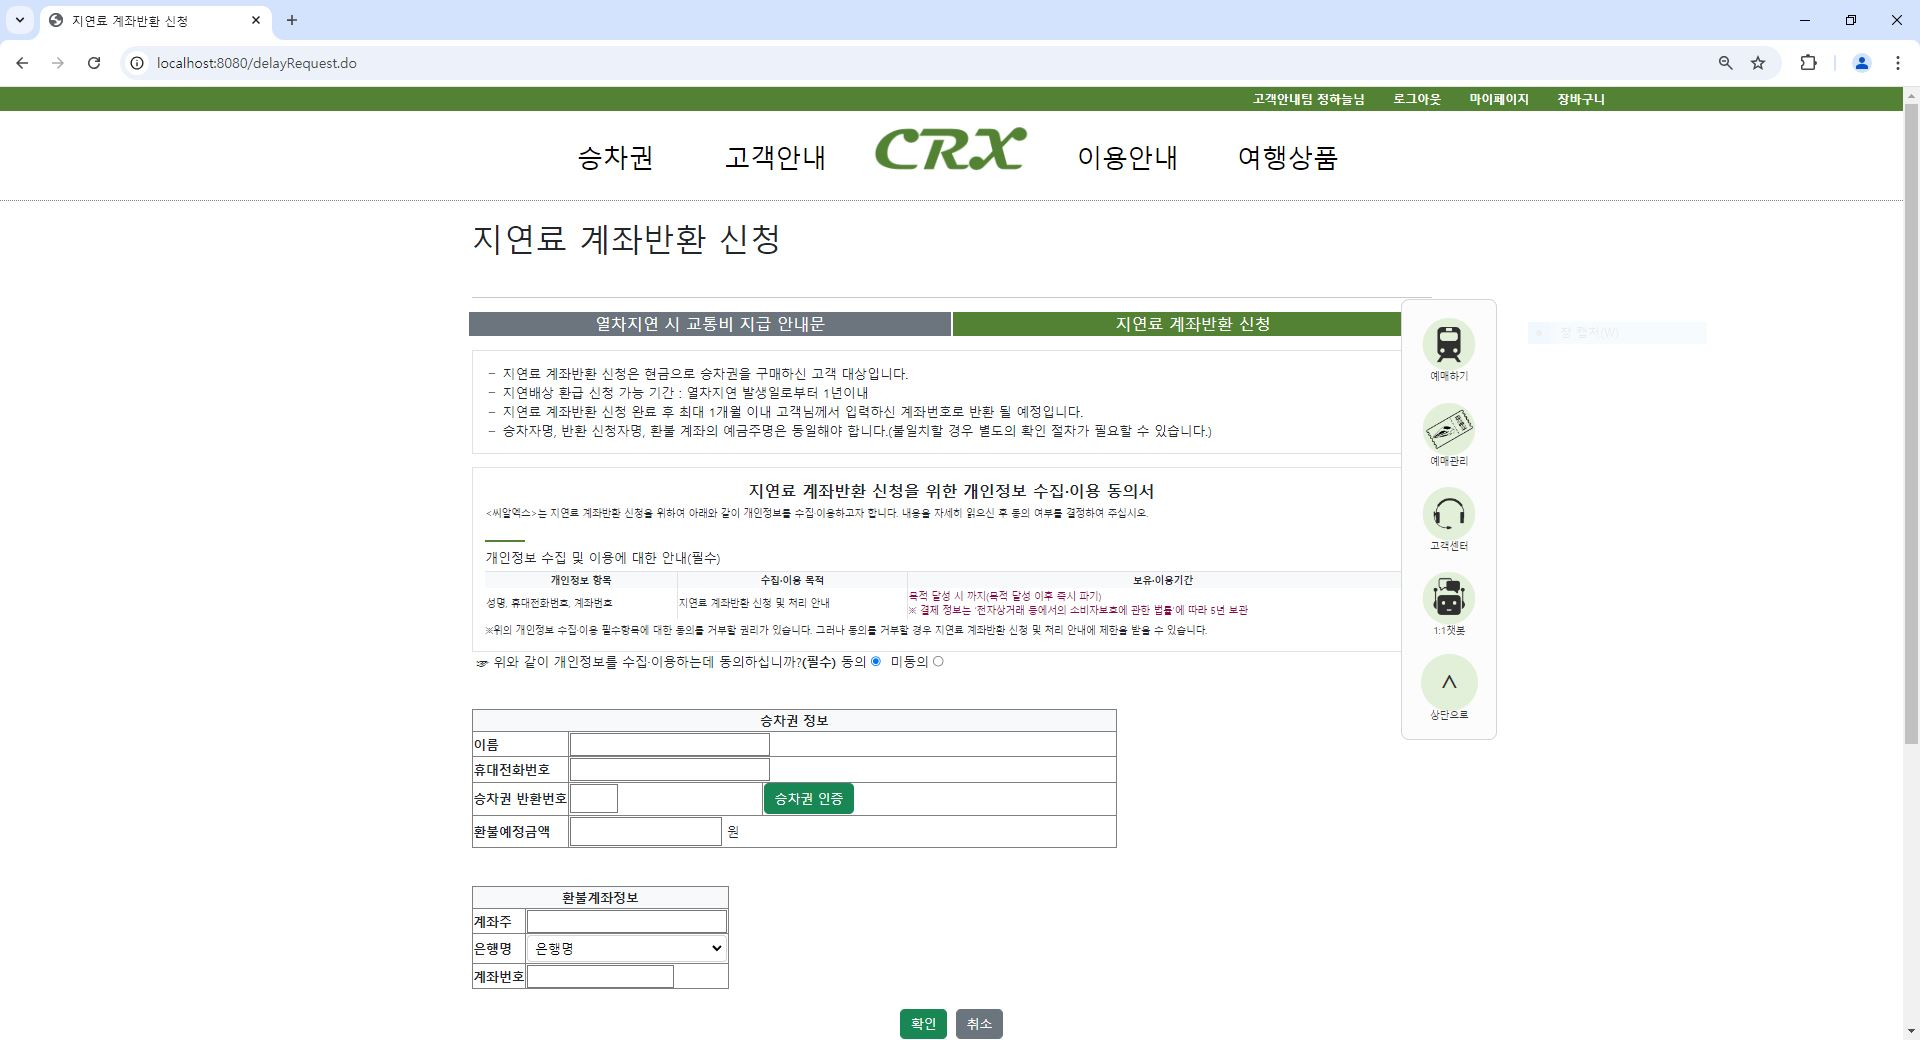 지연료 계좌반환 신청
localhost:8080/delayRequest.do
고객안내팀 정하늘님 로그아웃 마이페이지 장바구니
승차권 고객안내 CRX 이용안내 여행상품
지연료 계좌반환 신청
열차지연 시 교통비 지급 안내문 지연료 계좌반환 신청
- 지연료 계좌반환 신청은 현금으로 승차권을 구매하신 고객 대상입니다.
- 지연배상 환급 신청 가능 기간 : 열차지연 발생일로부터 1년이내
- 지연료 계좌반환 신청 완료 후 최대 1개월 이내 고객님께서 입력하신 계좌번호로 반환 될 예정입니다.
- 승차자명, 반환 신청자명, 환불 계좌의 예금주명은 동일해야 합니다.(불일치할 경우 별도의 확인 절차가 필요할 수 있습니다.)
지연료 계좌반환 신청을 위한 개인정보 수집·이용 동의서
<씨알엑스>는 지연료 계좌반환 신청을 위하여 아래와 같이 개인정보를 수집·이용하고자 합니다. 내용을 자세히 읽으신 후 동의 여부를 결정하여 주십시오.
개인정보 수집 및 이용에 대한 안내(필수)
개인정보 항목 수집·이용 목적 보유·이용기간
성명, 휴대전화번호, 계좌번호 지연료 계좌반환 신청 및 처리 안내 목적 달성 시 까지(목적 달성 이후 즉시 파기)
※ 결제 정보는 '전자상거래 등에서의 소비자보호에 관한 법률'에 따라 5년 보관
※위의 개인정보 수집·이용 필수항목에 대한 동의를 거부할 권리가 있습니다. 그러나 동의를 거부할 경우 지연료 계좌반환 신청 및 처리 안내에 제한을 받을 수 있습니다.
☞ 위와 같이 개인정보를 수집·이용하는데 동의하십니까?(필수) 동의 미동의
승차권 정보
이름
휴대전화번호
승차권 반환번호 승차권 인증
환불예정금액 원
환불계좌정보
계좌주
은행명 은행명
계좌번호
확인 취소
예매하기
예매관리
고객센터
1:1챗봇
^
상단으로
창 캡처(W)